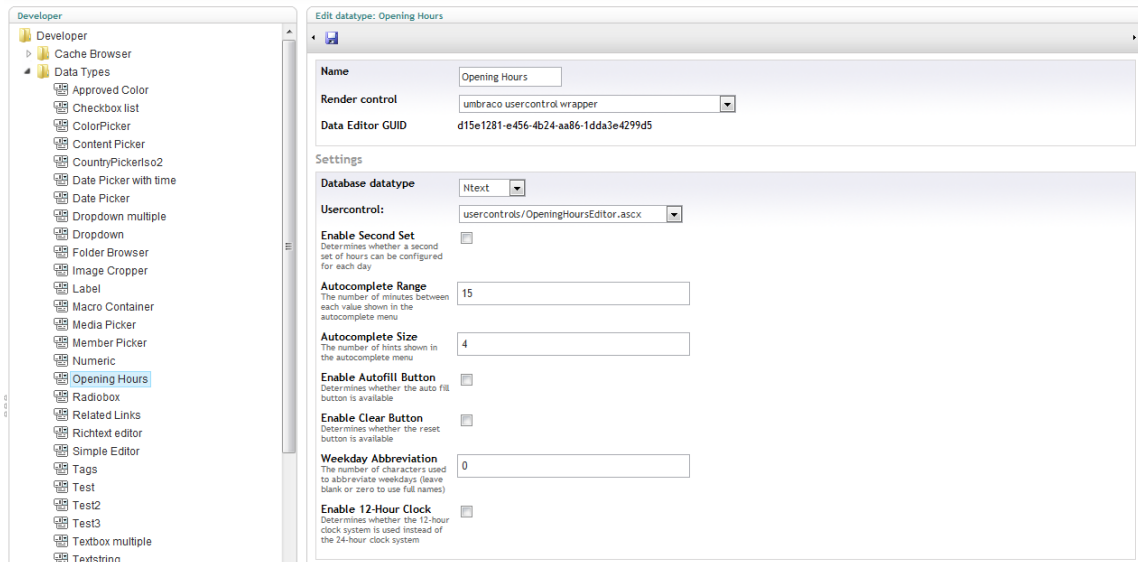 Developer
Developer
Cache Browser
Data Types
Approved Color
Checkbox list
ColorPicker
Content Picker
CountryPickerIso2
Date Picker with time
Date Picker
Dropdown multiple
Dropdown
Folder Browser
Image Cropper
Label
Macro Container
Media Picker
Member Picker
Numeric
Opening Hours
Radiobox
Related Links
Richtext editor
Simple Editor
Tags
Test
Test2
Test3
Textbox multiple
Textstring
Edit datatype: Opening Hours
Name
Opening Hours
Render control
umbraco usercontrol wrapper
Data Editor GUID
d15e1281-e456-4b24-aa86-1dda3e4299d5
Settings
Database datatype
Ntext
Usercontrol:
usercontrols/OpeningHoursEditor.ascx
Enable Second Set
Determines whether a second
set of hours can be configured
for each day
Autocomplete Range
The number of minutes between
each value shown in the
autocomplete menu
15
Autocomplete Size
The number of hints shown in
the autocomplete menu
4
Enable Autofill Button
Determines whether the auto fill
button is available
Enable Clear Button
Determines whether the reset
button is available
Weekday Abbreviation
The number of characters used
to abbreviate weekdays (leave
blank or zero to use full names)
0
Enable 12-Hour Clock
Determines whether the 12-hour
clock system is used instead of
the 24-hour clock system